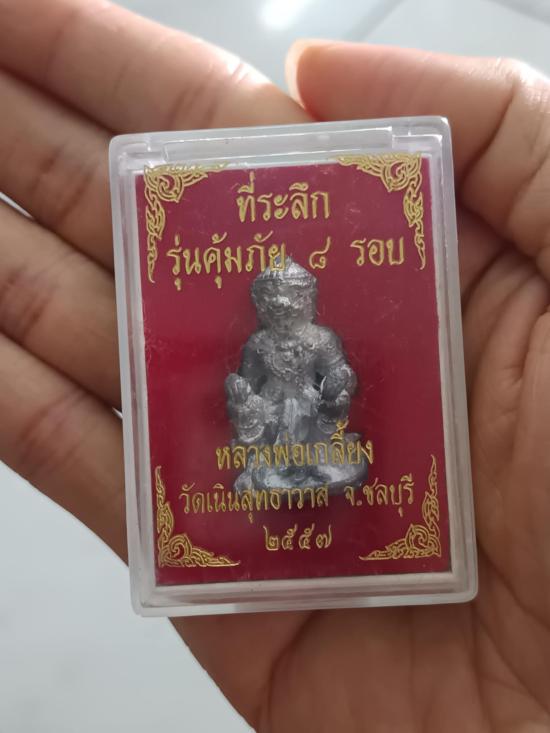 ที่ระลึก
รุ่นคุ้มภัย ๘ รอบ
หลวงพ่อเกลี้ยง
วัดเนินสุทธาวาส จ.ชลบุรี
๒๕๕๗